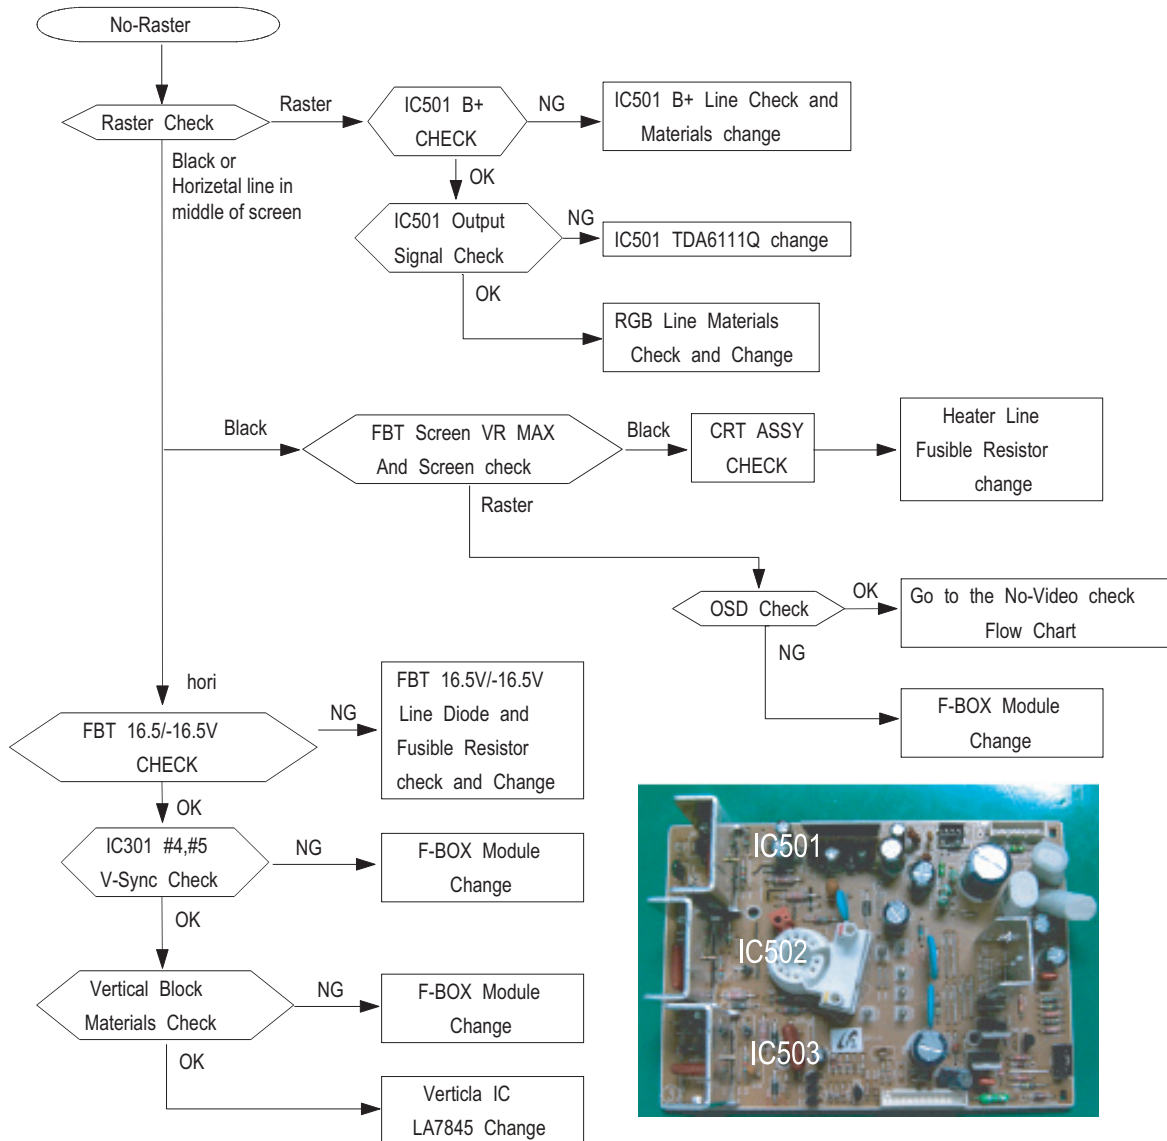 No-Raster
Raster Check
Raster
IC501 B+
CHECK
NG
IC501 B+ Line Check and
Materials change
Black or
Horizetal line in
middle of screen
OK
IC501 Output
Signal Check
NG
IC501 TDA6111Q change
OK
RGB Line Materials
Check and Change
Black
FBT Screen VR MAX
And Screen check
Black
CRT ASSY
CHECK
Heater Line
Fusible Resistor
change
Raster
OSD Check
OK
Go to the No-Video check
Flow Chart
NG
F-BOX Module
Change
hori
FBT 16.5/-16.5V
CHECK
NG
FBT 16.5V/-16.5V
Line Diode and
Fusible Resistor
check and Change
OK
IC301 #4,#5
V-Sync Check
NG
F-BOX Module
Change
OK
Vertical Block
Materials Check
NG
F-BOX Module
Change
OK
Verticla IC
LA7845 Change
IC501
IC502
IC503